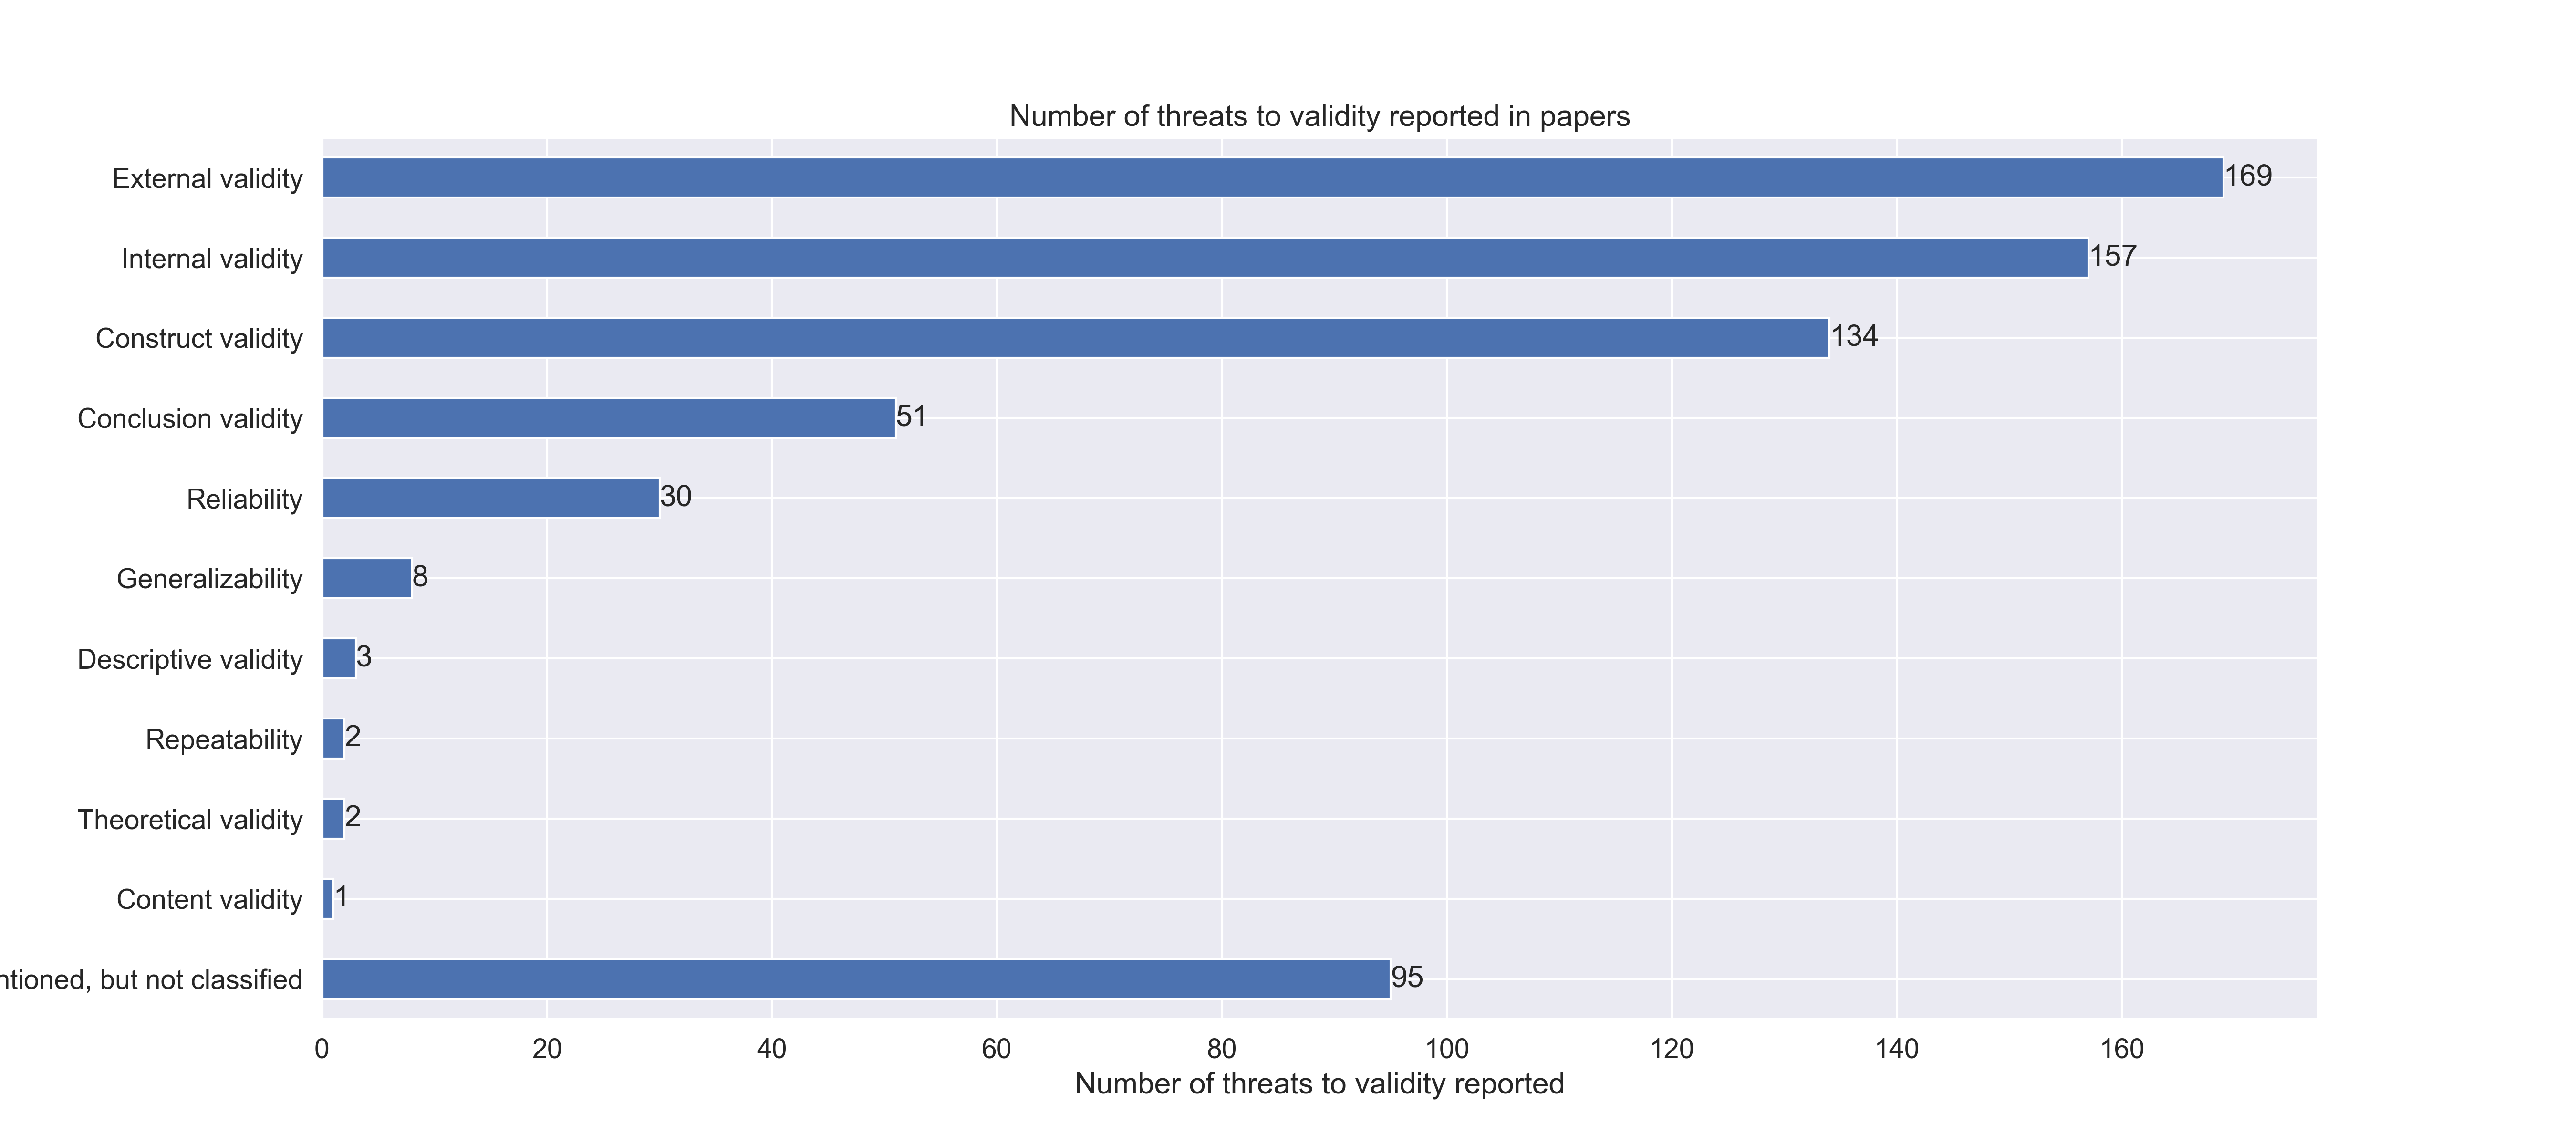 Number of threats to validity reported in papers
External validity 169
Internal validity 157
Construct validity 134
Conclusion validity 51
Reliability 30
Generalizability 8
Descriptive validity 3
Repeatability 2
Theoretical validity 2
Content validity 1
but not classified 95
0 20 40 60 80 100 120 140 160
Number of threats to validity reported